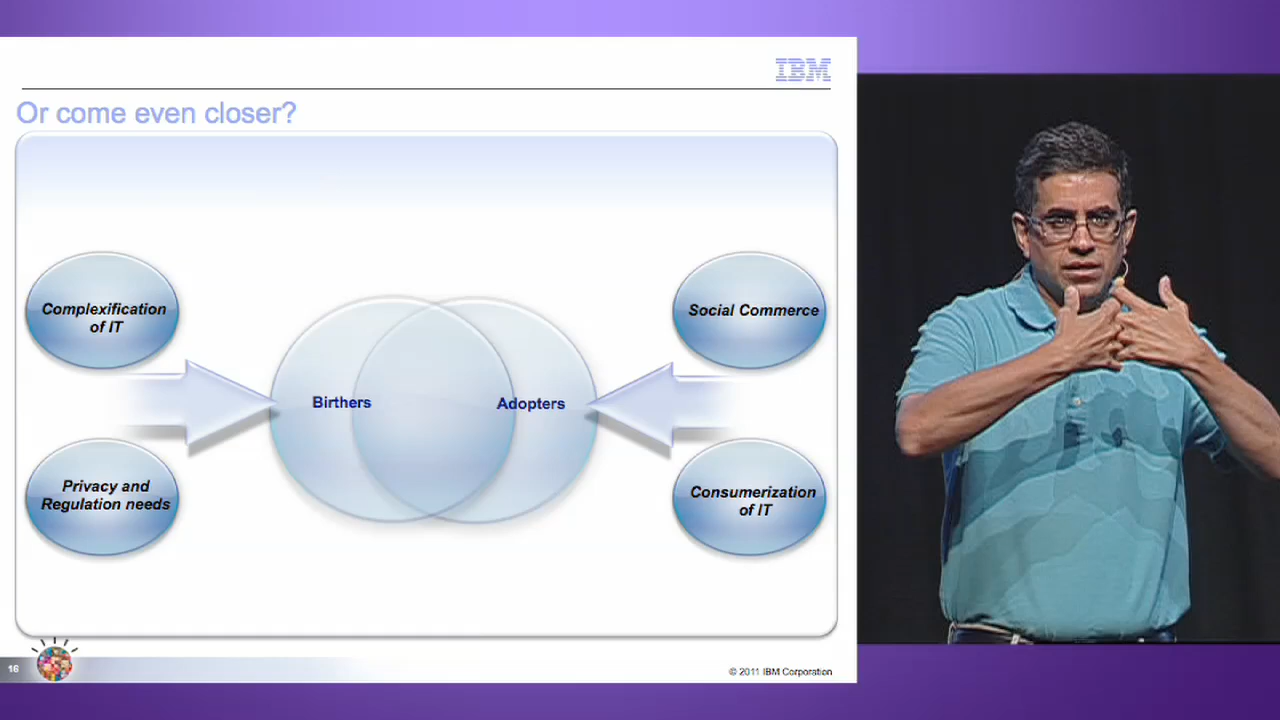 IBM
Or come even closer?
Complexification
of IT
Social Commerce
Birthers
Adopters
Privacy and
Regulation needs
Consumerization
of IT
16
© 2011 IBM Corporation